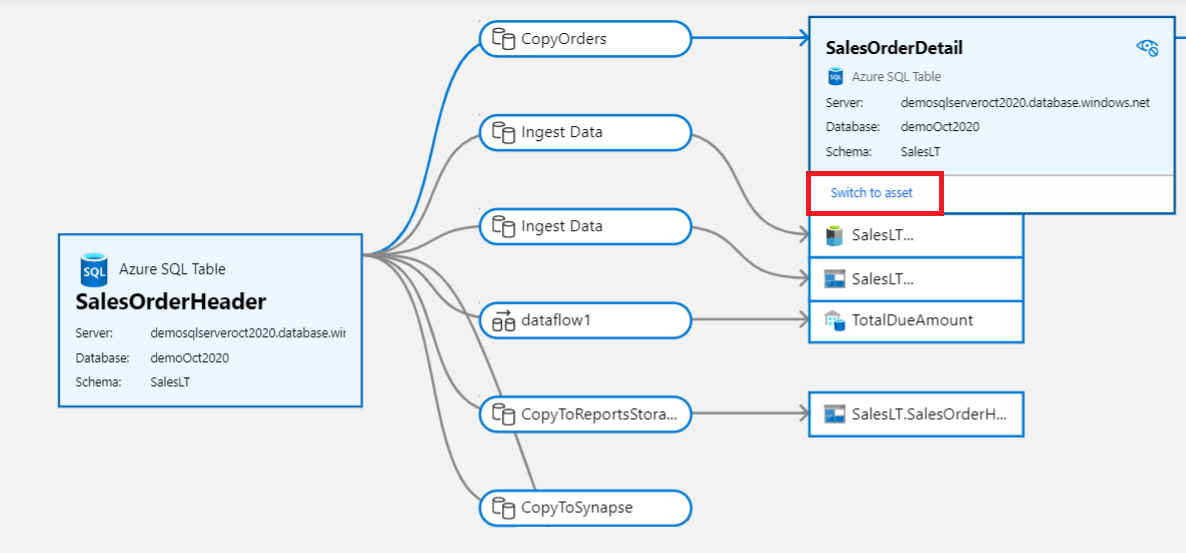 CopyOrders
Ingest Data
Ingest Data
dataflow1
CopyToReportsStora...
CopyToSynapse
SQL
Azure SQL Table
SalesOrderHeader
Server: demosqlserveroct2020.database.wir
Database: demoOct2020
Schema: SalesLT
SalesOrderDetail
SQL
Azure SQL Table
Server: demosqlserveroct2020.database.windows.net
Database: demoOct2020
Schema: SalesLT
Switch to asset
SalesLT...
SalesLT...
TotalDueAmount
SalesLT.SalesOrderH...